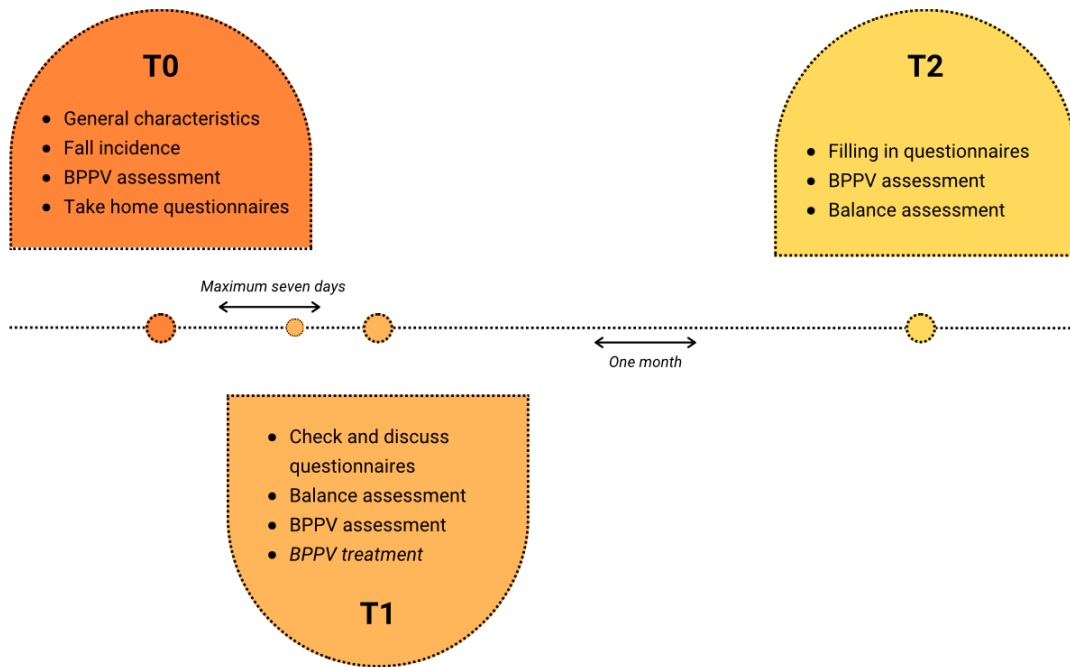 T0
• General characteristics
• Fall incidence
• BPPV assessment
• Take home questionnaires
T2
• Filling in questionnaires
• BPPV assessment
• Balance assessment
Maximum seven days
One month
• Check and discuss
questionnaires
• Balance assessment
• BPPV assessment
• BPPV treatment
T1